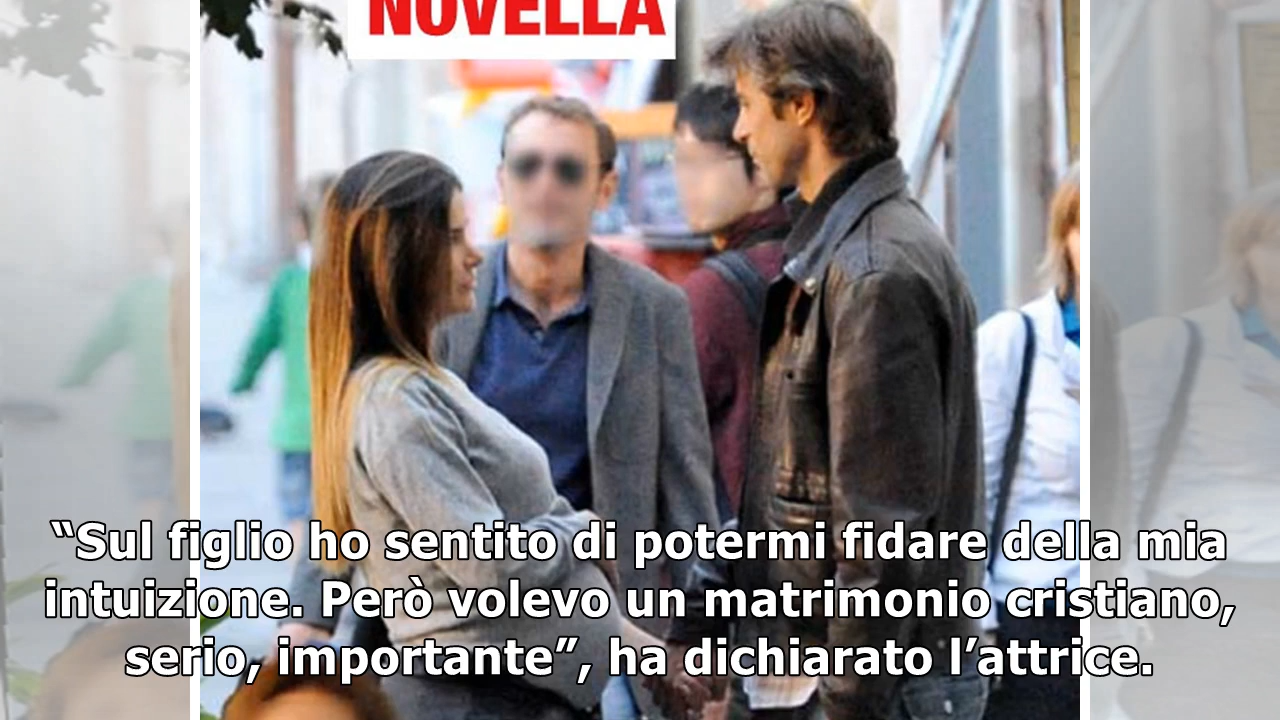 NOVELLA
“Sul figlio ho sentito di potermi fidare della mia
intuizione. Però volevo un matrimonio cristiano,
serio, importante”, ha dichiarato l’attrice.